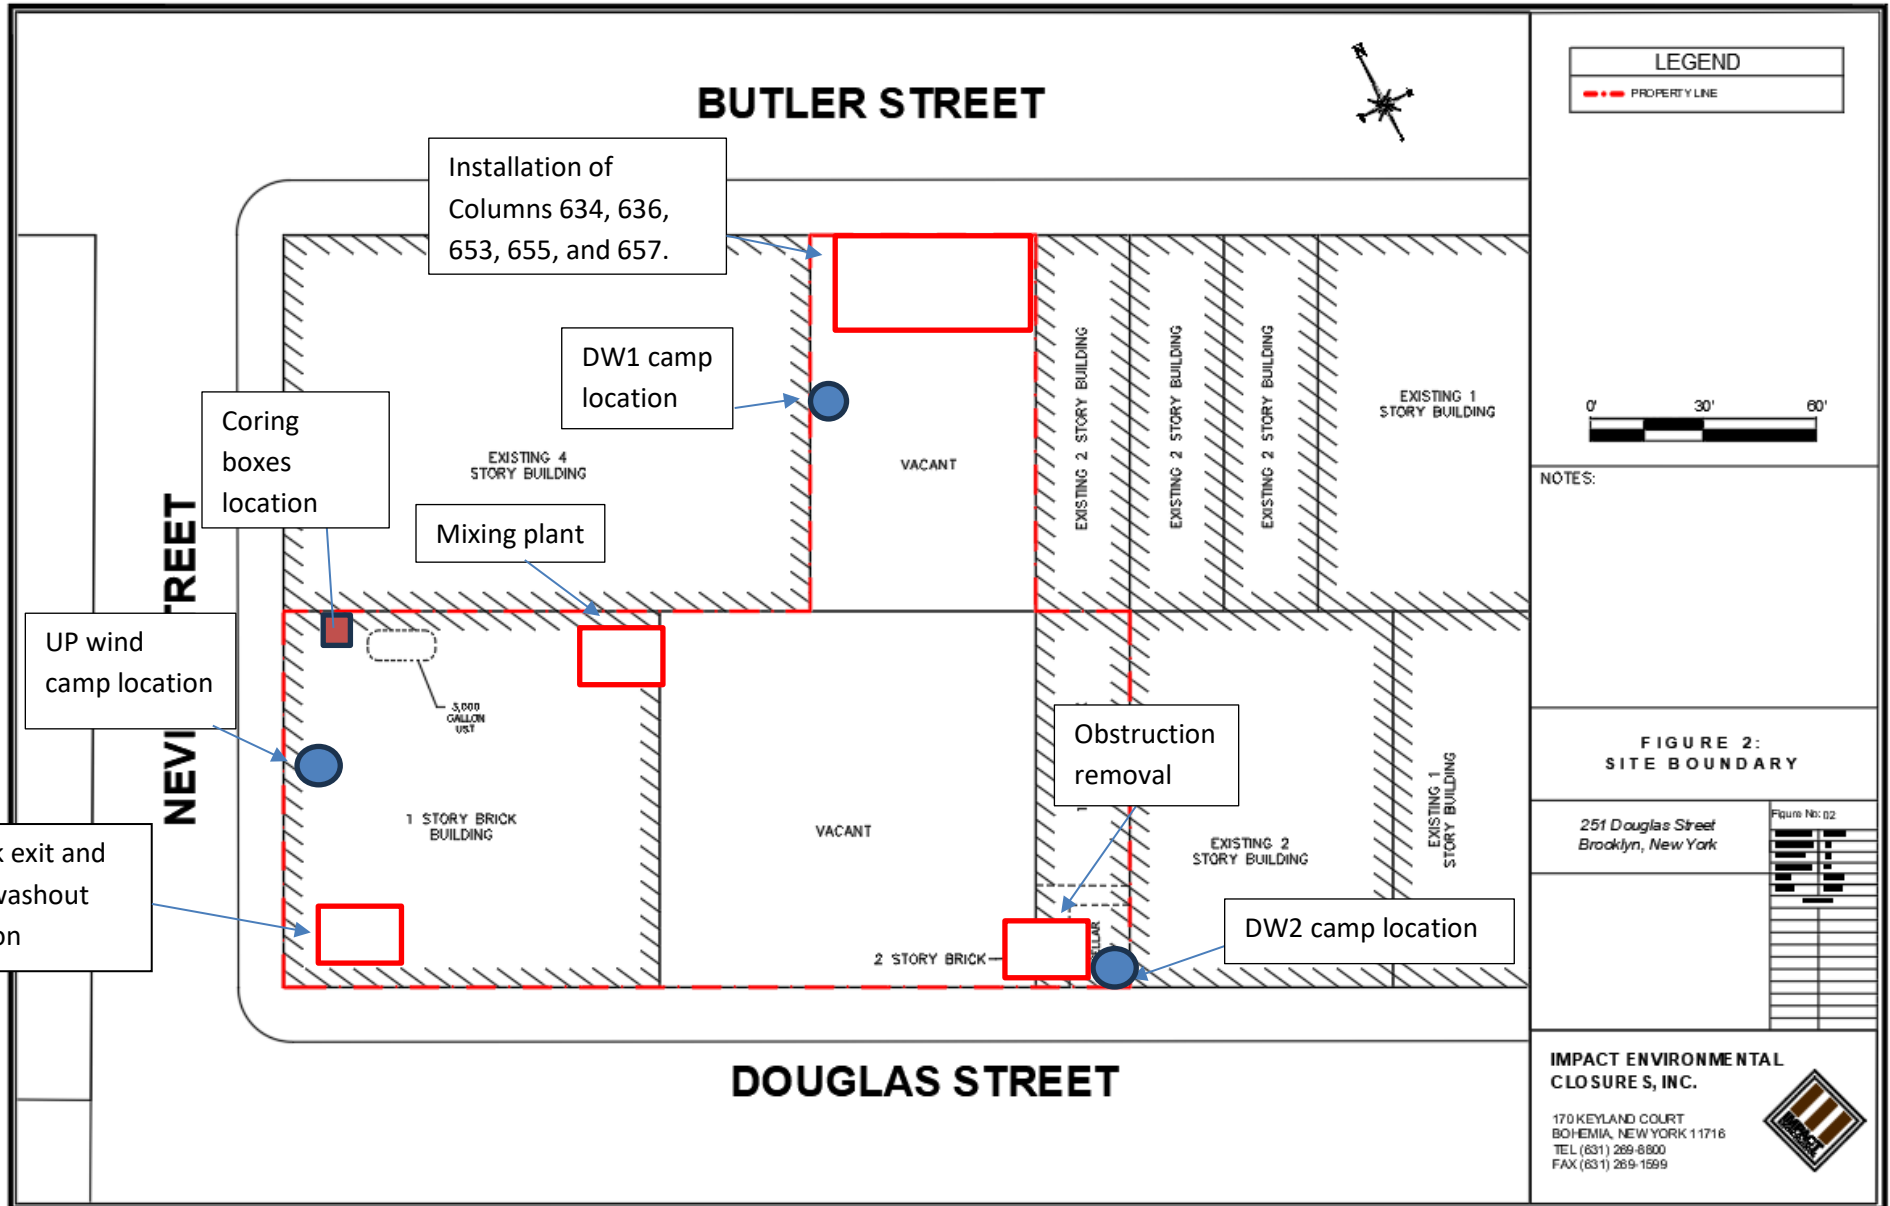 BUTLER STREET
N
LEGEND
PROPERTY LINE
Installation of
Columns 634, 636,
653, 655, and 657.
DW1 camp
location
Coring
boxes
location
EXISTING 4
STORY BUILDING
VACANT
EXISTING 2 STORY BUILDING
EXISTING 2 STORY BUILDING
EXISTING 2 STORY BUILDING
EXISTING 1
STORY BUILDING
0' 30' 60'
NOTES:
Mixing plant
UP wind
camp location
GALLON
UST
Obstruction
removal
1 STORY BRICK
BUILDING
VACANT
EXISTING 2
STORY BUILDING
EXISTING 1
STORY BUILDING
exit and
washout
2 STORY BRICK
DW2 camp location
DOUGLAS STREET
FIGURE 2:
SITE BOUNDARY
251 Douglas Street
Brooklyn, New York
Figure No: 02
IMPACT ENVIRONMENTAL
CLOSURES, INC.
170 KEYLAND COURT
BOHEMIA, NEW YORK 11716
TEL (631) 269-8800
FAX (631) 269-1599
IMPACT